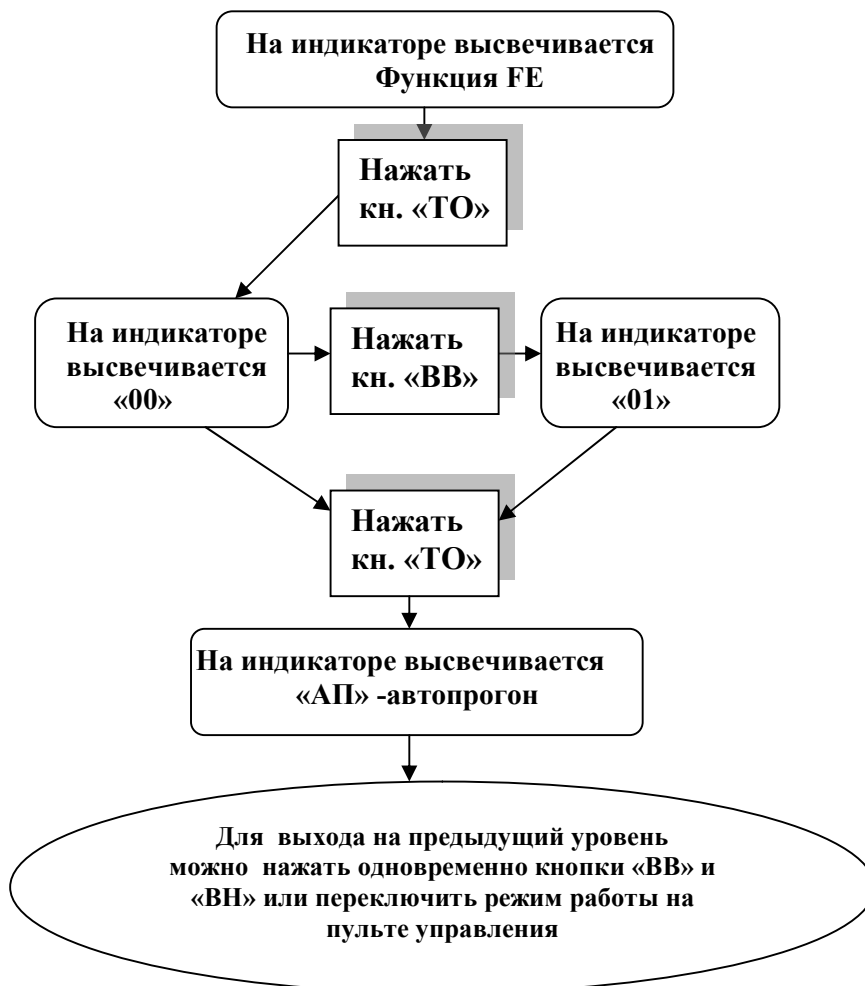 На индикаторе высвечивается
Функция FE
Нажать
кн. «ТО»
На индикаторе
высвечивается
«00»
Нажать
кн. «ВВ»
На индикаторе
высвечивается
«01»
Нажать
кн. «ТО»
На индикаторе высвечивается
«АП» -автопрогон
Для выхода на предыдущий уровень
можно нажать одновременно кнопки «ВВ» и
«ВН» или переключить режим работы на
пульте управления